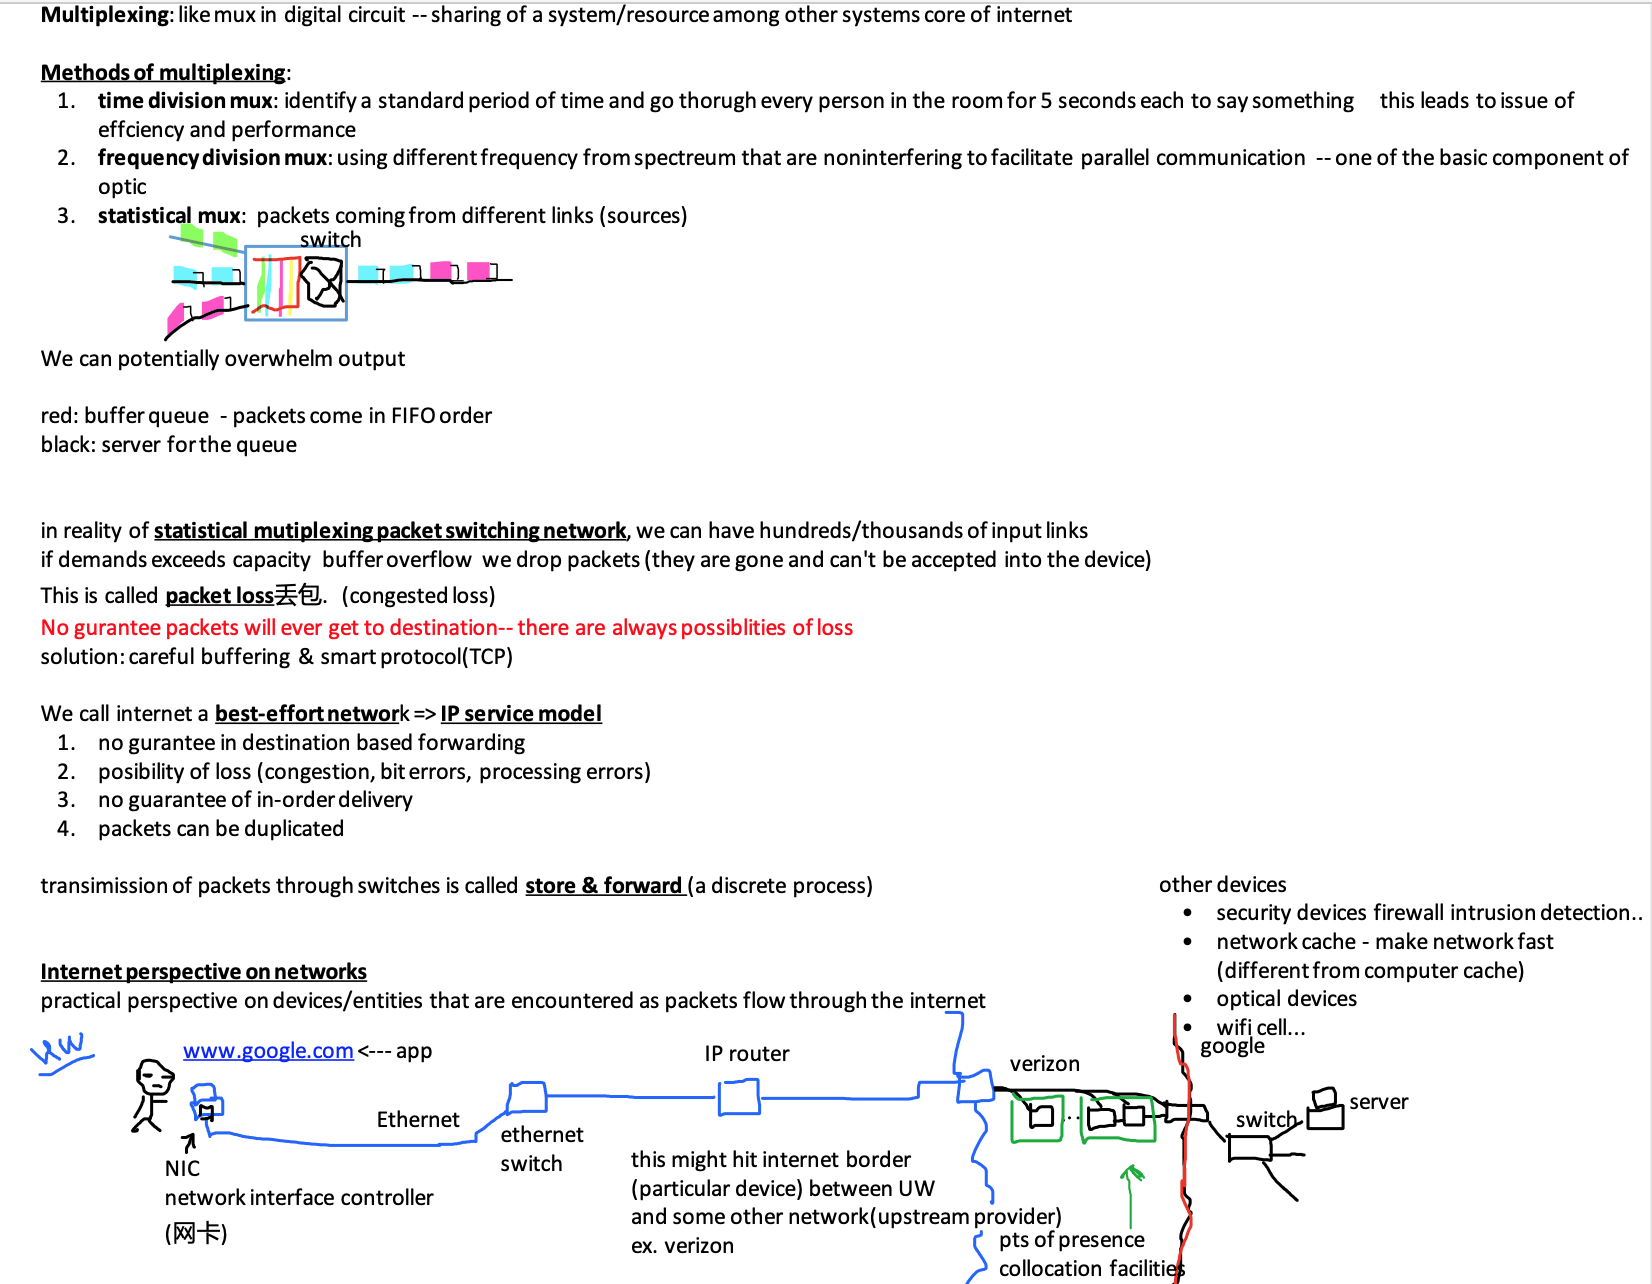 Multiplexing: like mux in digital circuit -- sharing of a system/resource among other systems core of internet
Methods of multiplexing:
1. time division mux: identify a standard period of time and go thorugh every person in the room for 5 seconds each to say something this leads to issue of
effciency and performance
2. frequency division mux: using different frequency from spectreum that are noninterfering to facilitate parallel communication -- one of the basic component of
optic
3. statistical mux: packets coming from different links (sources)
switch
We can potentially overwhelm output
red: buffer queue - packets come in FIFO order
black: server for the queue
in reality of statistical mutiplexing packet switching network, we can have hundreds/thousands of input links
if demands exceeds capacity buffer overflow we drop packets (they are gone and can't be accepted into the device)
This is called packet loss丢包. (congested loss)
No gurantee packets will ever get to destination-- there are always possiblities of loss
solution: careful buffering & smart protocol(TCP)
We call internet a best-effort network => IP service model
1. no gurantee in destination based forwarding
2. posibility of loss (congestion, bit errors, processing errors)
3. no guarantee of in-order delivery
4. packets can be duplicated
transimission of packets through switches is called store & forward (a discrete process)
other devices
• security devices firewall intrusion detection..
• network cache - make network fast
(different from computer cache)
• optical devices
• wifi cell...
Internet perspective on networks
practical perspective on devices/entities that are encountered as packets flow through the internet
UW
www.google.com <--- app
IP router
verizon
google
Ethernet
ethernet
switch
switch
server
NIC
network interface controller
(网卡)
this might hit internet border
(particular device) between UW
and some other network(upstream provider)
ex. verizon
pts of presence
collocation facilities